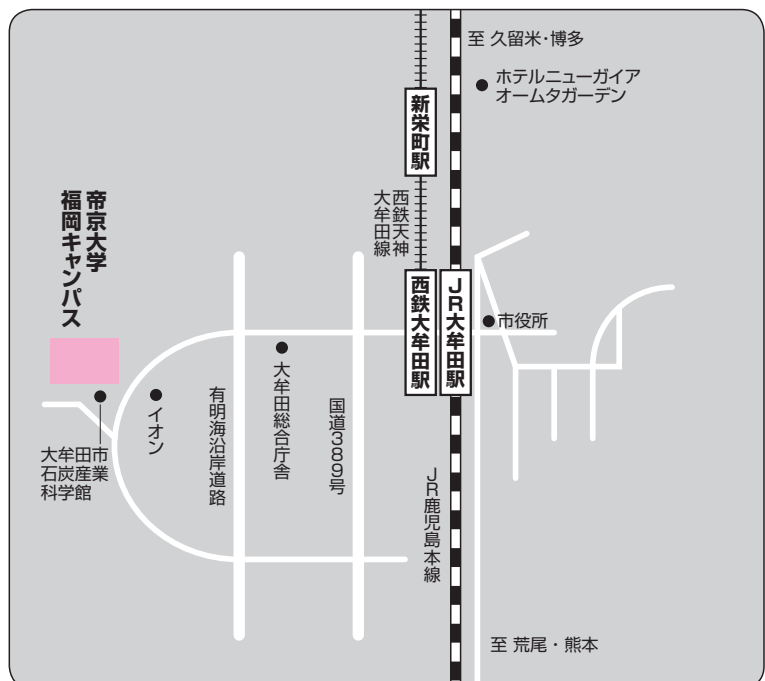 至 久留米・博多
ホテルニューガイア
オームタガーデン
新栄町駅
西鉄天神
大牟田線
帝京大学
福岡キャンパス
西鉄大牟田駅
JR大牟田駅
市役所
大牟田総合庁舎
イオン
有明海沿岸道路
国道389号
大牟田市
石炭産業
科学館
JR鹿児島本線
至 荒尾・熊本